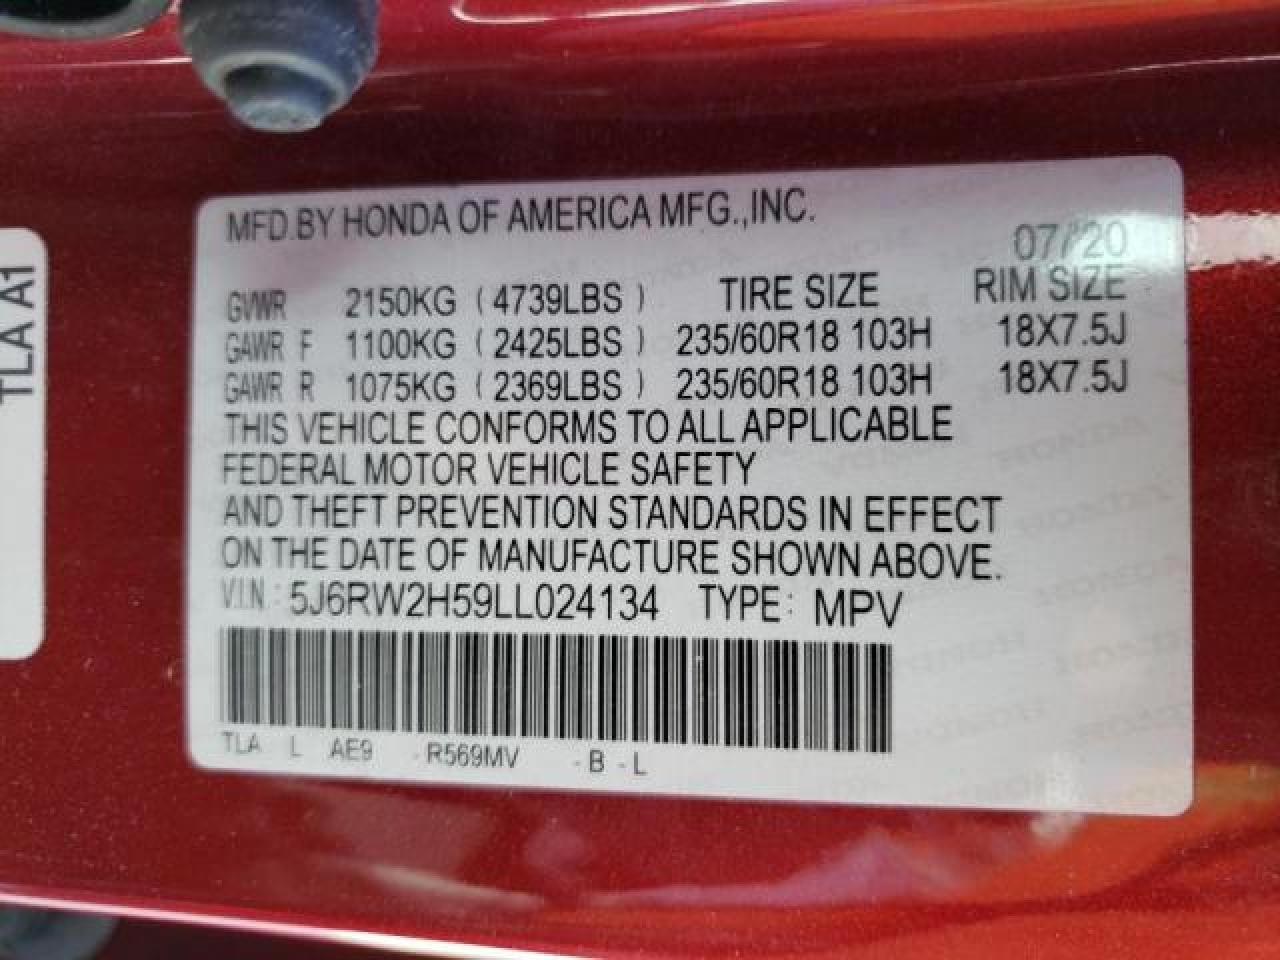 TLA A1
MFD.BY HONDA OF AMERICA MFG.,INC.
07/'20
GVWR 2150KG ( 4739LBS ) TIRE SIZE RIM SIZE
GAWR F 1100KG ( 2425LBS ) 235/60R18 103H 18X7.5J
GAWR R 1075KG ( 2369LBS ) 235/60R18 103H 18X7.5J
THIS VEHICLE CONFORMS TO ALL APPLICABLE
FEDERAL MOTOR VEHICLE SAFETY
AND THEFT PREVENTION STANDARDS IN EFFECT
ON THE DATE OF MANUFACTURE SHOWN ABOVE.
V.I.N.: 5J6RW2H59LL024134 TYPE: MPV
TLA L AE9 -R569MV -B -L